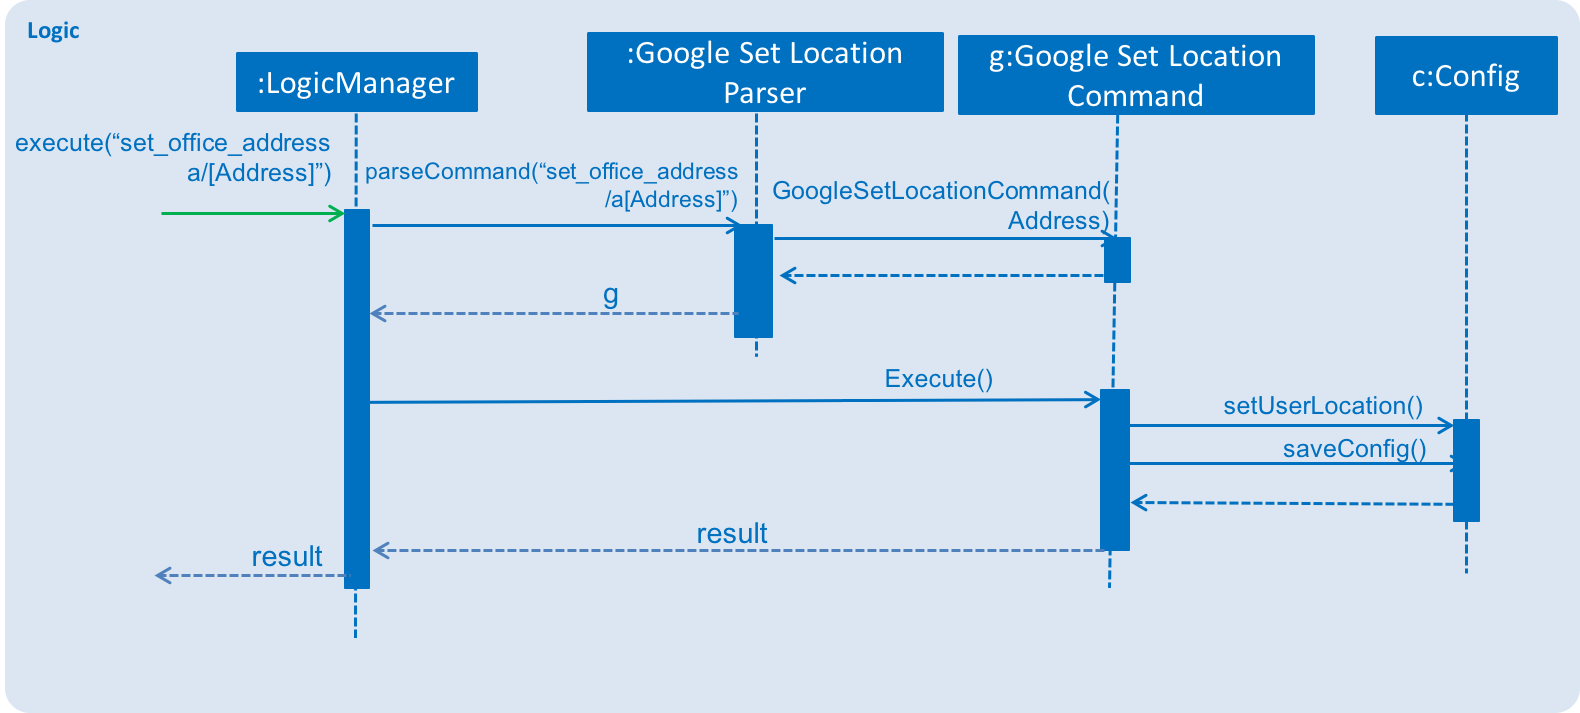 Logic
:LogicManager
:Google Set Location
Parser
g:Google Set Location
Command
c:Config
execute(“set_office_address
a/[Address]”)
parseCommand(“set_office_address
/a[Address]”)
GoogleSetLocationCommand(
Address)
g
Execute()
setUserLocation()
saveConfig()
result
result